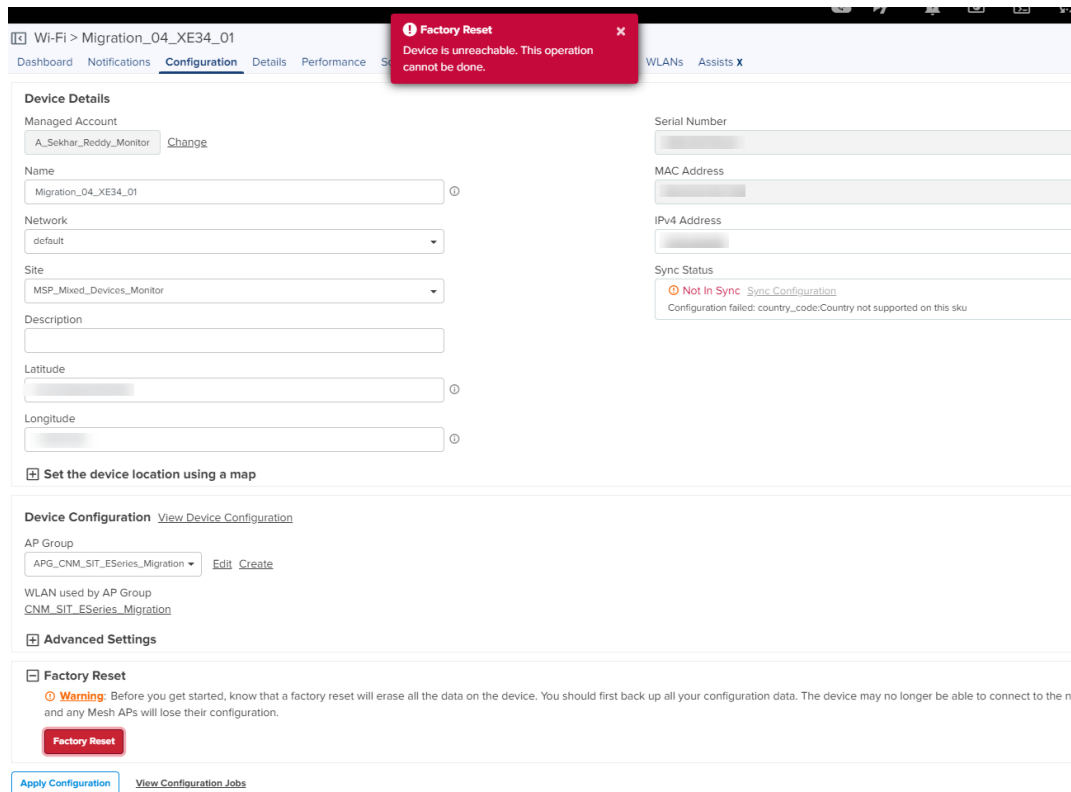 Factory Reset
Device is unreachable. This operation
cannot be done.
Wi-Fi > Migration_04_XE34_01
Dashboard Notifications Configuration Details Performance WLANs Assists X
Device Details
Managed Account
A_Sekhar_Reddy_Monitor Change
Name
Migration_04_XE34_01
Network
default
Site
MSP_Mixed_Devices_Monitor
Description
Latitude
Longitude
Set the device location using a map
Serial Number
MAC Address
IPv4 Address
Sync Status
Not In Sync Sync Configuration
Configuration failed: country_code:Country not supported on this sku
Device Configuration View Device Configuration
AP Group
APG_CNM_SIT_ESeries_Migration Edit Create
WLAN used by AP Group
CNM_SIT_ESeries_Migration
Advanced Settings
Factory Reset
Warning: Before you get started, know that a factory reset will erase all the data on the device. You should first back up all your configuration data. The device may no longer be able to connect to the
and any Mesh APs will lose their configuration.
Factory Reset
Apply Configuration View Configuration Jobs